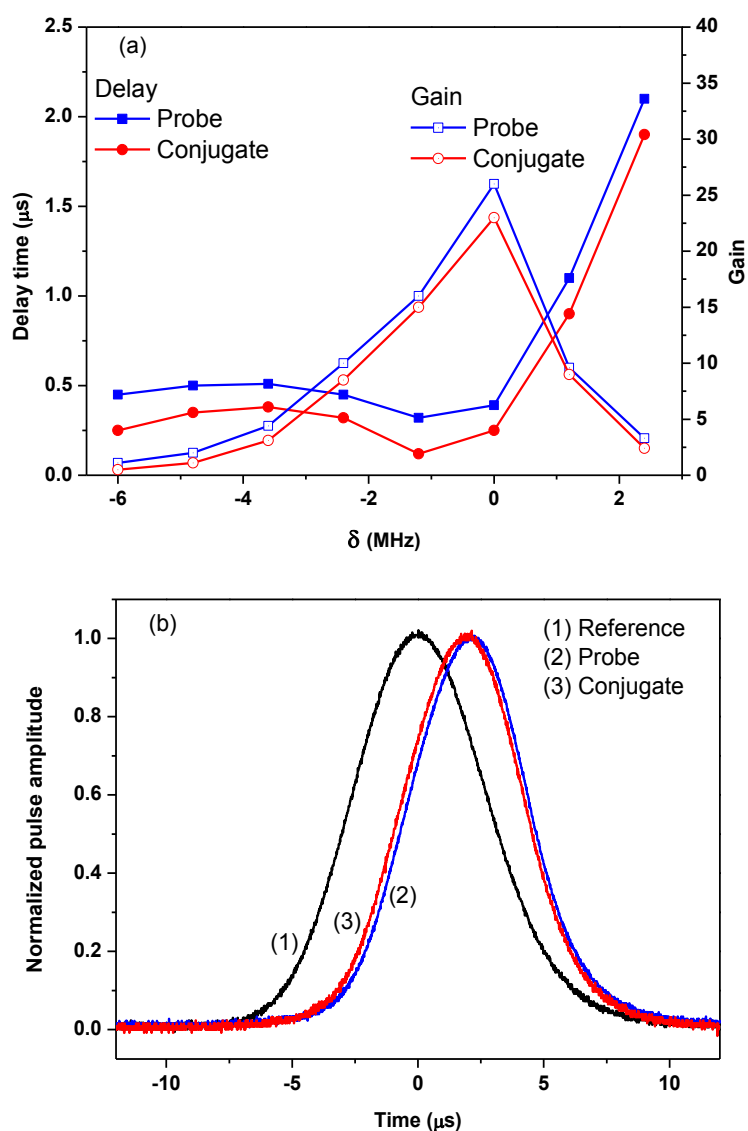 (a)
Delay
Probe
Conjugate
Gain
Probe
Conjugate
2.5
2.0
1.5
1.0
0.5
0.0
Delay time (μs)
40
35
30
25
20
15
10
5
0
Gain
-6 -4 -2 0 2
δ (MHz)
(b)
(1) Reference
(2) Probe
(3) Conjugate
1.0
0.8
0.6
0.4
0.2
0.0
Normalized pulse amplitude
(1) (3) (2)
-10 -5 0 5 10
Time (μs)